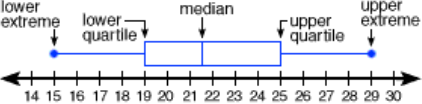 lower
extreme
lower
quartile
median
upper
quartile
upper
extreme
14 15 16 17 18 19 20 21 22 23 24 25 26 27 28 29 30